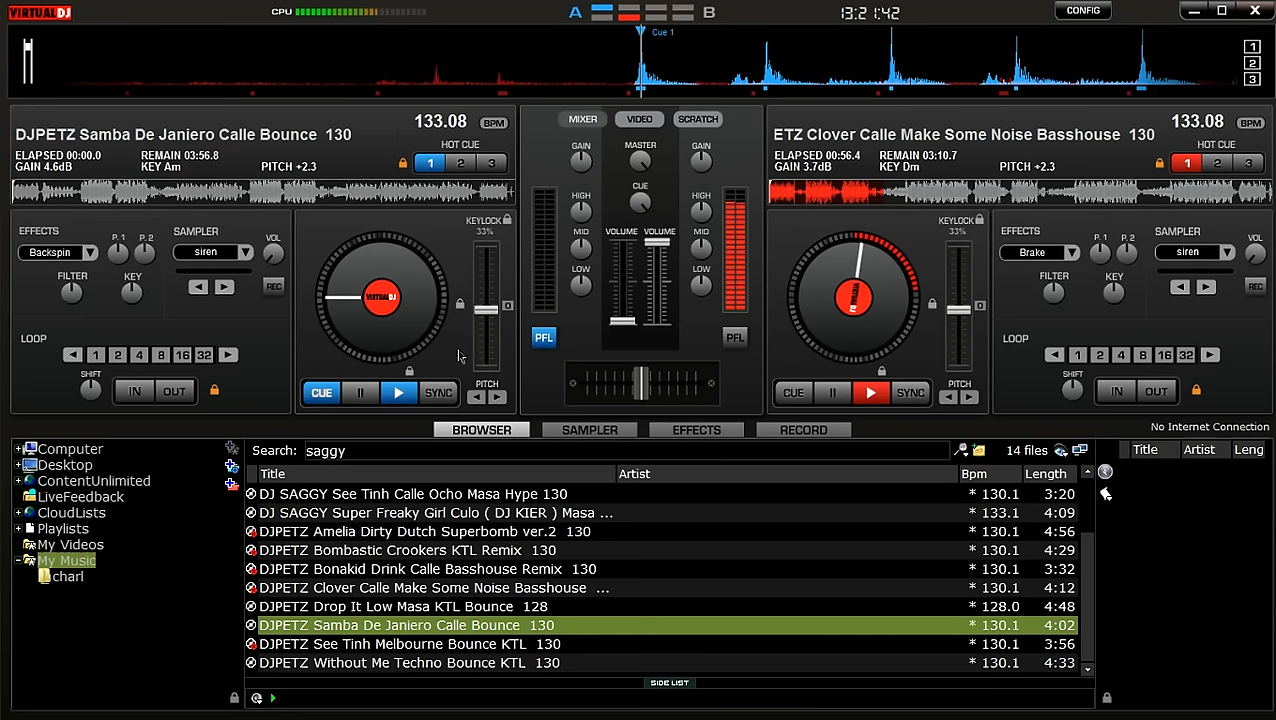 VIRTUAL DJ
CPU
A
B
13:21:42
CONFIG
Cue 1
1
2
3
DJPETZ Samba De Janiero Calle Bounce 130
133.08 BPM
ELAPSED 00:00.0 REMAIN 03:56.8
GAIN 4.6dB KEY Am PITCH +2.3
HOT CUE
1 2 3
MIXER VIDEO SCRATCH
GAIN MASTER GAIN
CUE
HIGH HIGH
MID VOLUME VOLUME MID
LOW LOW
PFL PFL
ETZ Clover Calle Make Some Noise Basshouse 130
133.08 BPM
ELAPSED 00:56.4 REMAIN 03:10.7
GAIN 3.7dB KEY Dm PITCH +2.3
HOT CUE
1 2 3
EFFECTS P.1 P.2 SAMPLER VOL
Backspin siren
FILTER KEY REC
LOOP
1 2 4 8 16 32
SHIFT IN OUT
KEYLOCK
33%
0
VIRTUAL DJ
CUE SYNC PITCH
KEYLOCK
33%
0
CUE SYNC PITCH
EFFECTS P.1 P.2 SAMPLER VOL
Brake siren
FILTER KEY REC
LOOP
1 2 4 8 16 32
SHIFT IN OUT
BROWSER SAMPLER EFFECTS RECORD
No Internet Connection
Computer
Desktop
ContentUnlimited
LiveFeedback
CloudLists
Playlists
My Videos
My Music
charl
Search: saggy 14 files
Title Artist Bpm Length
DJ SAGGY See Tinh Calle Ocho Masa Hype 130 * 130.1 3:20
DJ SAGGY Super Freaky Girl Culo ( DJ KIER ) Masa ... * 133.1 4:09
DJPETZ Amelia Dirty Dutch Superbomb ver.2 130 * 130.1 4:56
DJPETZ Bombastic Crookers KTL Remix 130 * 130.1 4:29
DJPETZ Bonakid Drink Calle Basshouse Remix 130 * 130.1 3:32
DJPETZ Clover Calle Make Some Noise Basshouse ... * 130.1 4:12
DJPETZ Drop It Low Masa KTL Bounce 128 * 128.0 4:48
DJPETZ Samba De Janiero Calle Bounce 130 * 130.1 4:02
DJPETZ See Tinh Melbourne Bounce KTL 130 * 130.1 3:56
DJPETZ Without Me Techno Bounce KTL 130 * 130.1 4:33
SIDE LIST
Title Artist Leng